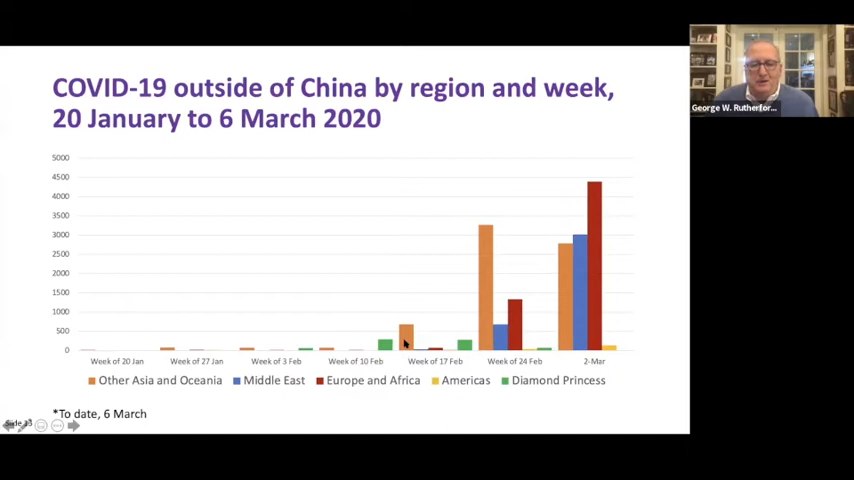 COVID-19 outside of China by region and week,
20 January to 6 March 2020
5000
4500
4000
3500
3000
2500
2000
1500
1000
500
0
Week of 20 Jan Week of 27 Jan Week of 3 Feb Week of 10 Feb Week of 17 Feb Week of 24 Feb 2-Mar
Other Asia and Oceania Middle East Europe and Africa Americas Diamond Princess
*To date, 6 March
Slide 13
George W. Rutherfor...